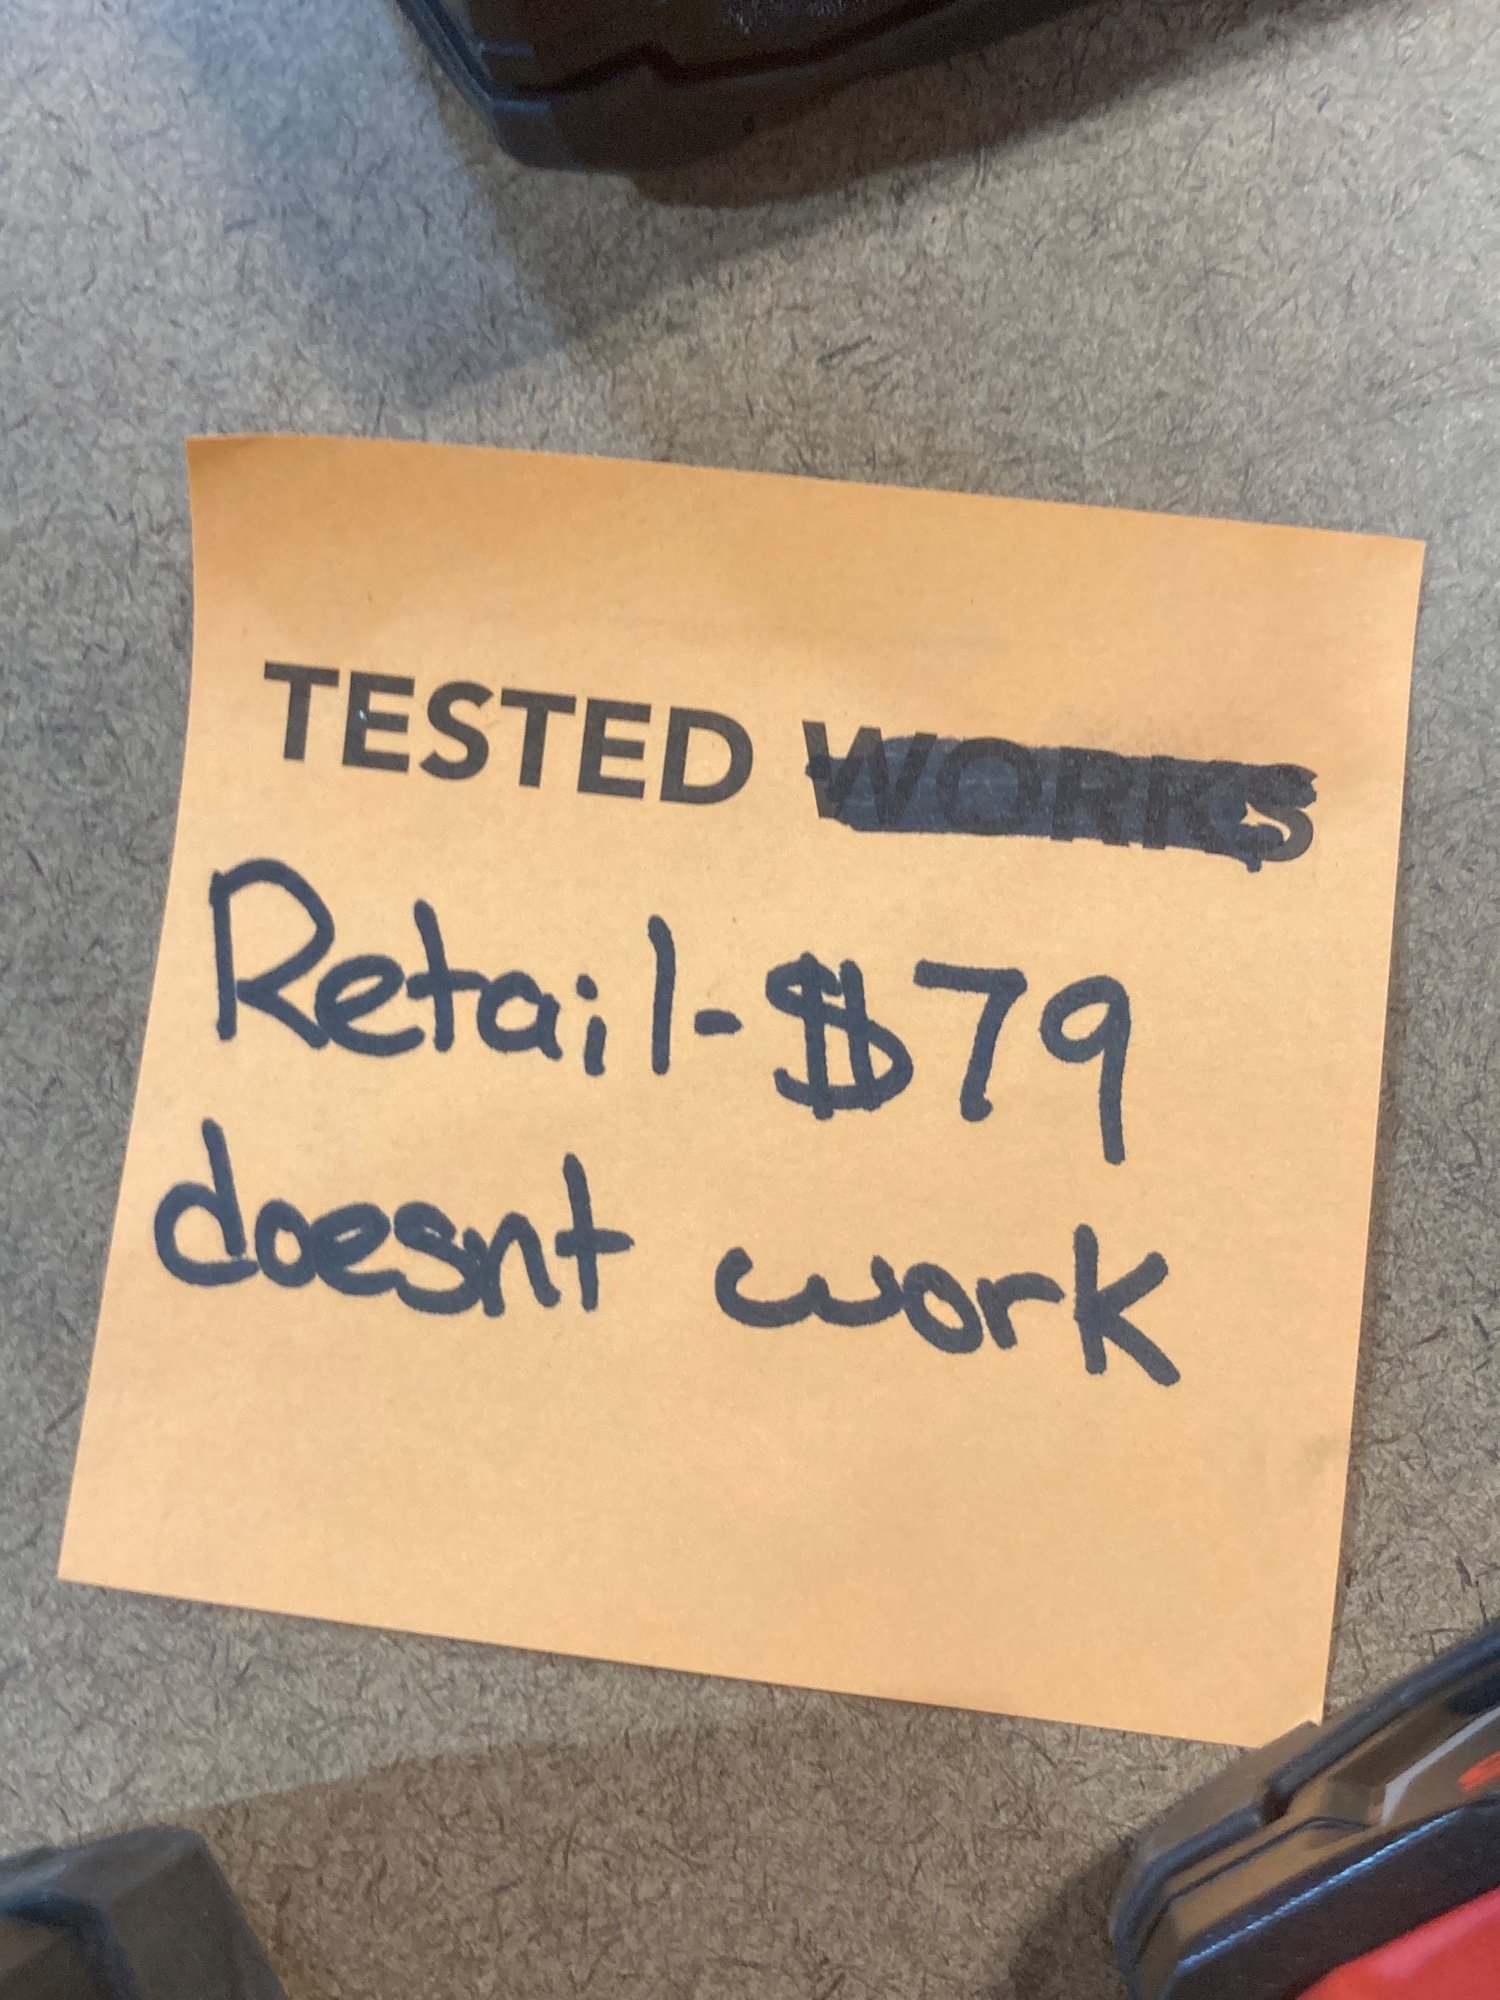 TESTED WORKS
Retail-$79
doesnt work